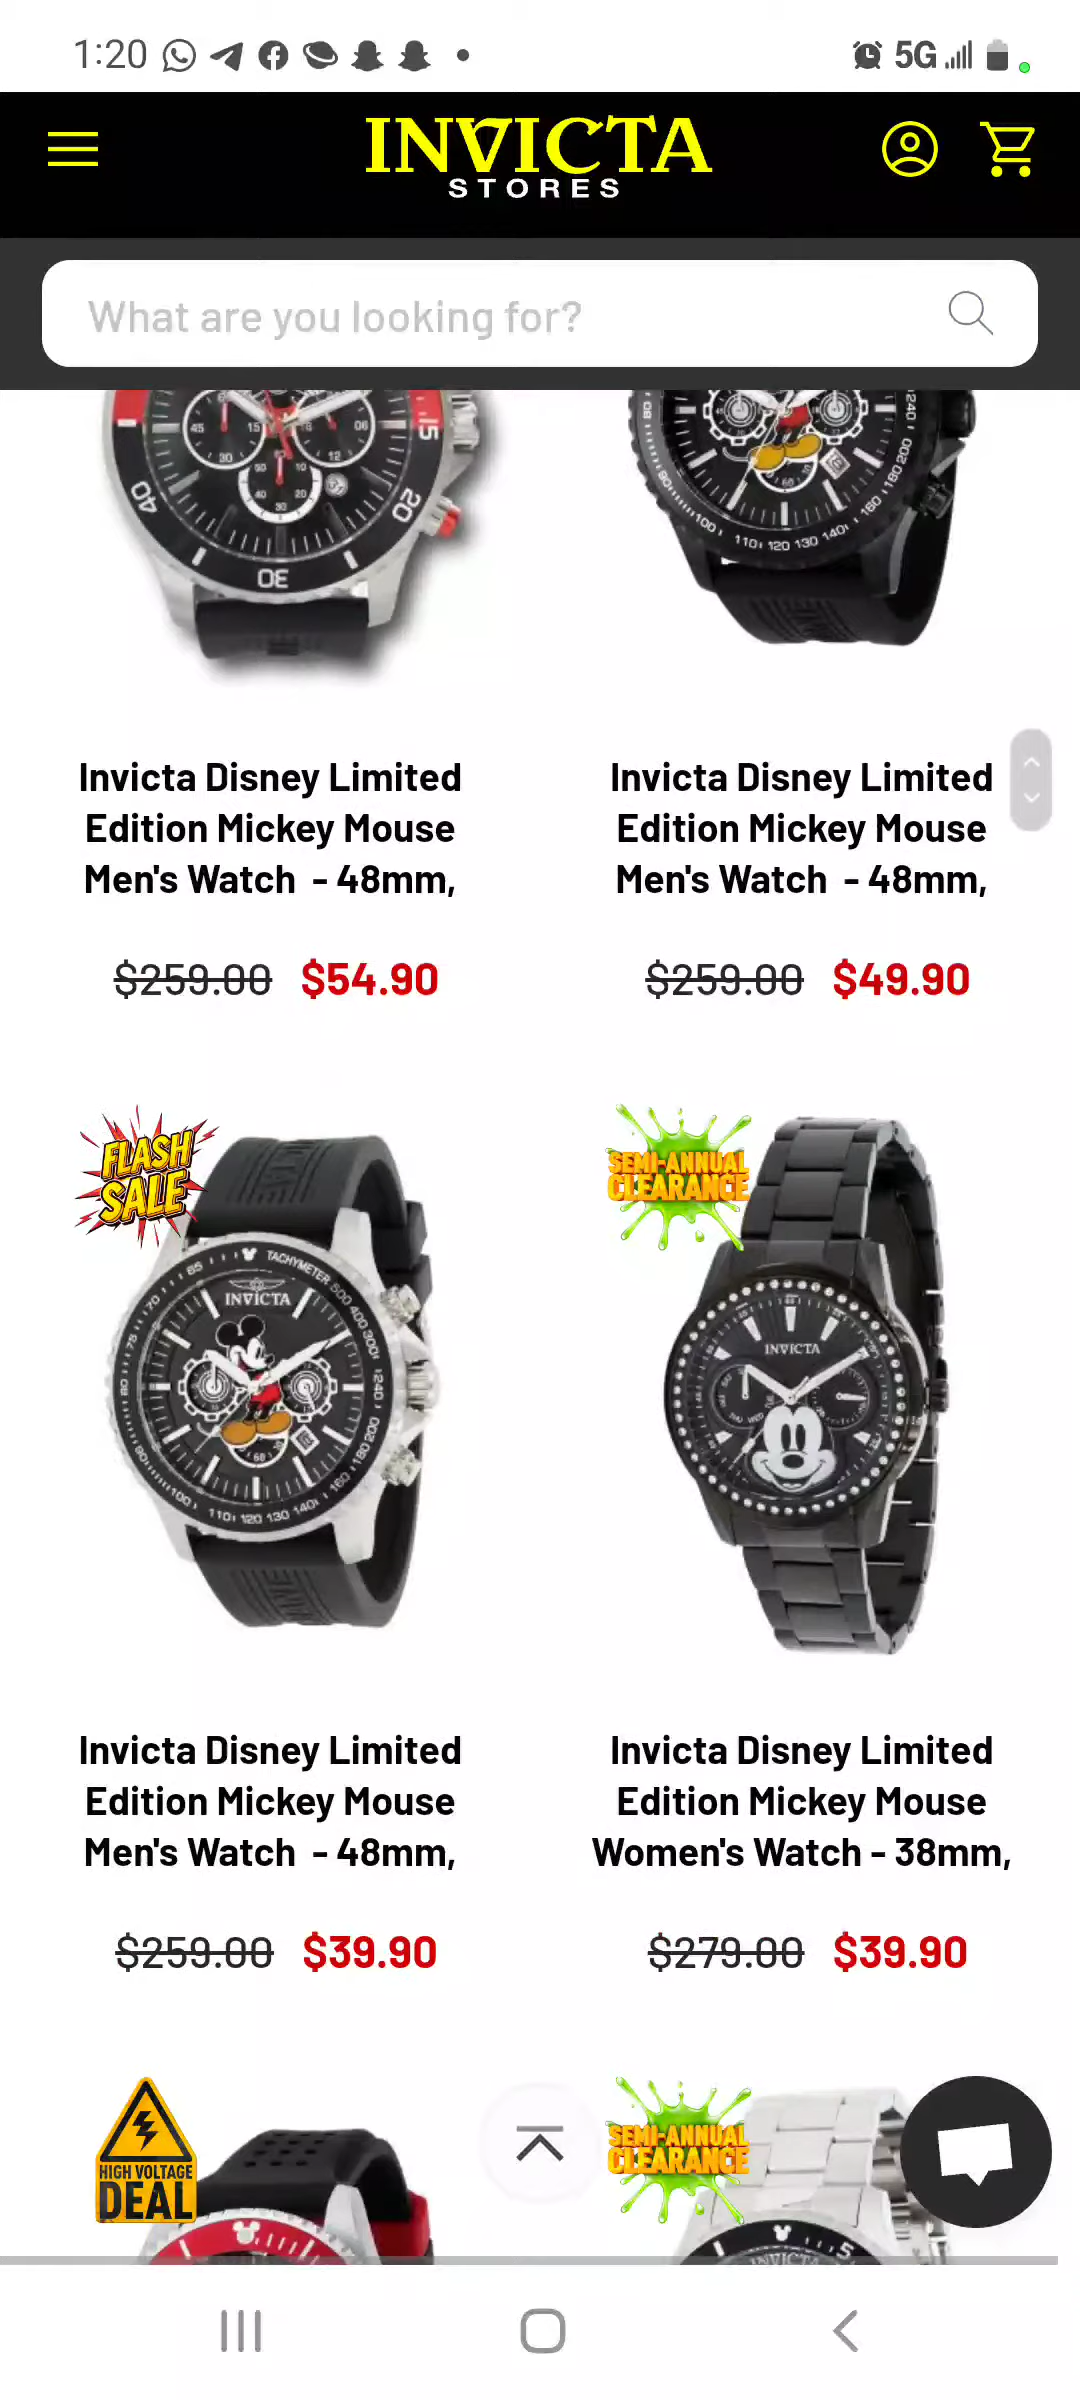 1:20
5G
INVICTA
STORES
What are you looking for?
Invicta Disney Limited
Edition Mickey Mouse
Men's Watch - 48mm,
$259.00 $54.90
Invicta Disney Limited
Edition Mickey Mouse
Men's Watch - 48mm,
$259.00 $49.90
FLASH
SALE
TACHYMETER
INVICTA
Invicta Disney Limited
Edition Mickey Mouse
Men's Watch - 48mm,
$259.00 $39.90
SEMI-ANNUAL
CLEARANCE
INVICTA
Invicta Disney Limited
Edition Mickey Mouse
Women's Watch - 38mm,
$279.00 $39.90
HIGH VOLTAGE
DEAL
SEMI-ANNUAL
CLEARANCE
INVICTA